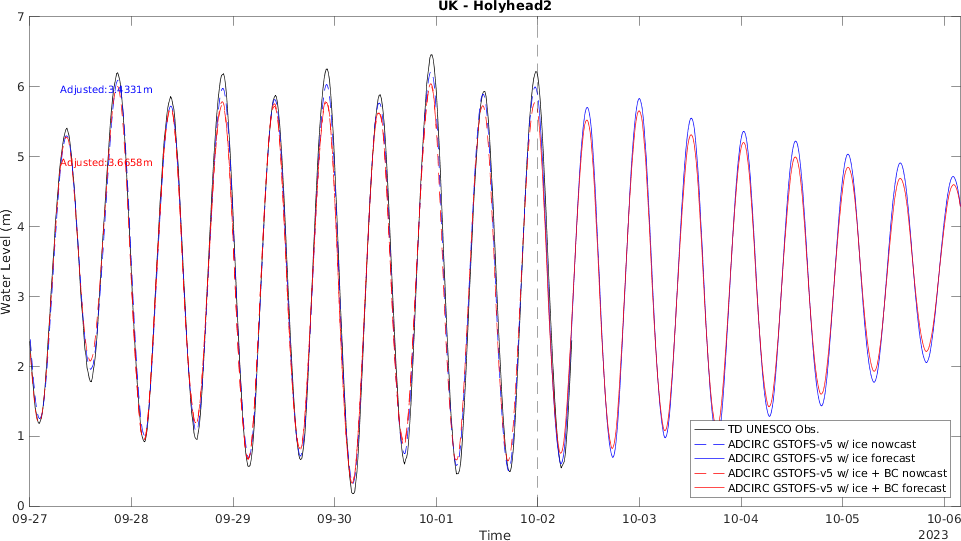 UK - Holyhead2
7
6
5
4
3
2
1
0
Water Level (m)
Adjusted:3.4331m
Adjusted:3.6658m
TD UNESCO Obs.
ADCIRC GSTOFS-v5 w/ ice nowcast
ADCIRC GSTOFS-v5 w/ ice forecast
ADCIRC GSTOFS-v5 w/ ice + BC nowcast
ADCIRC GSTOFS-v5 w/ ice + BC forecast
09-27 09-28 09-29 09-30 10-01 10-02 10-03 10-04 10-05 10-06
Time
2023